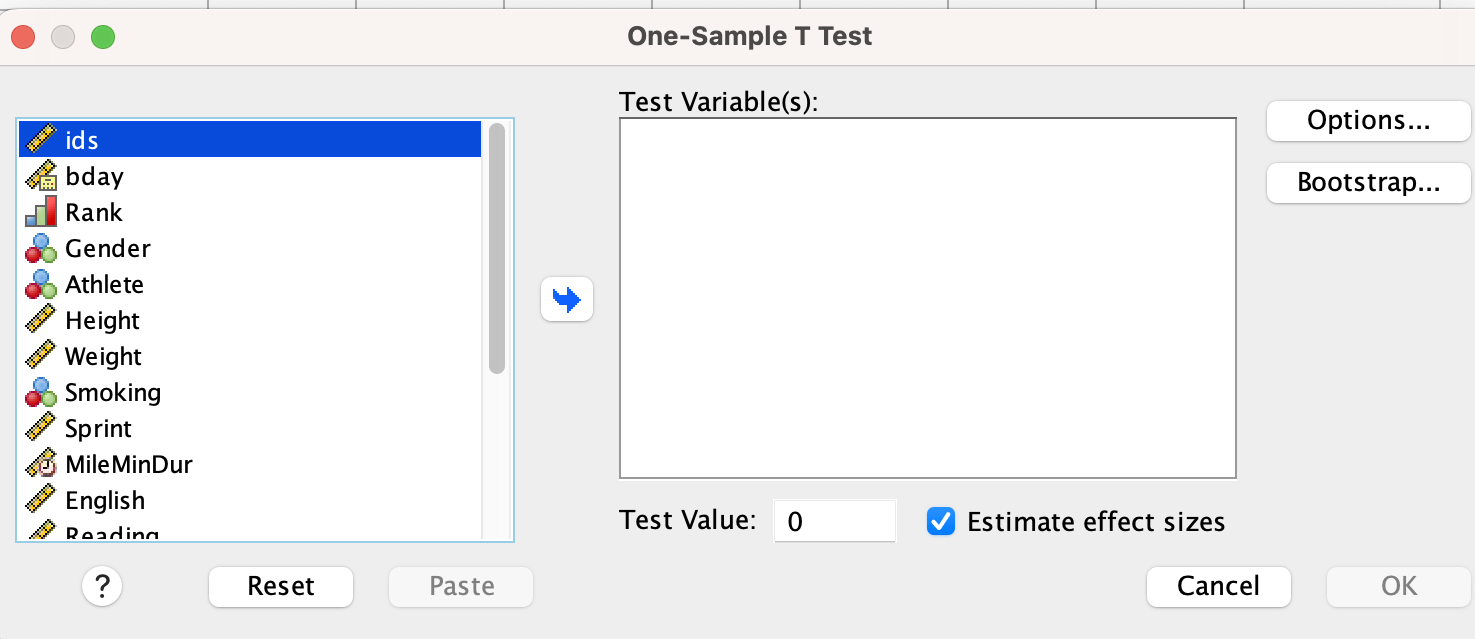 One-Sample T Test
Test Variable(s):
ids
bday
Rank
Gender
Athlete
Height
Weight
Smoking
Sprint
MileMinDur
English
Reading
Options...
Bootstrap...
Test Value: 0
Estimate effect sizes
?
Reset
Paste
Cancel
OK